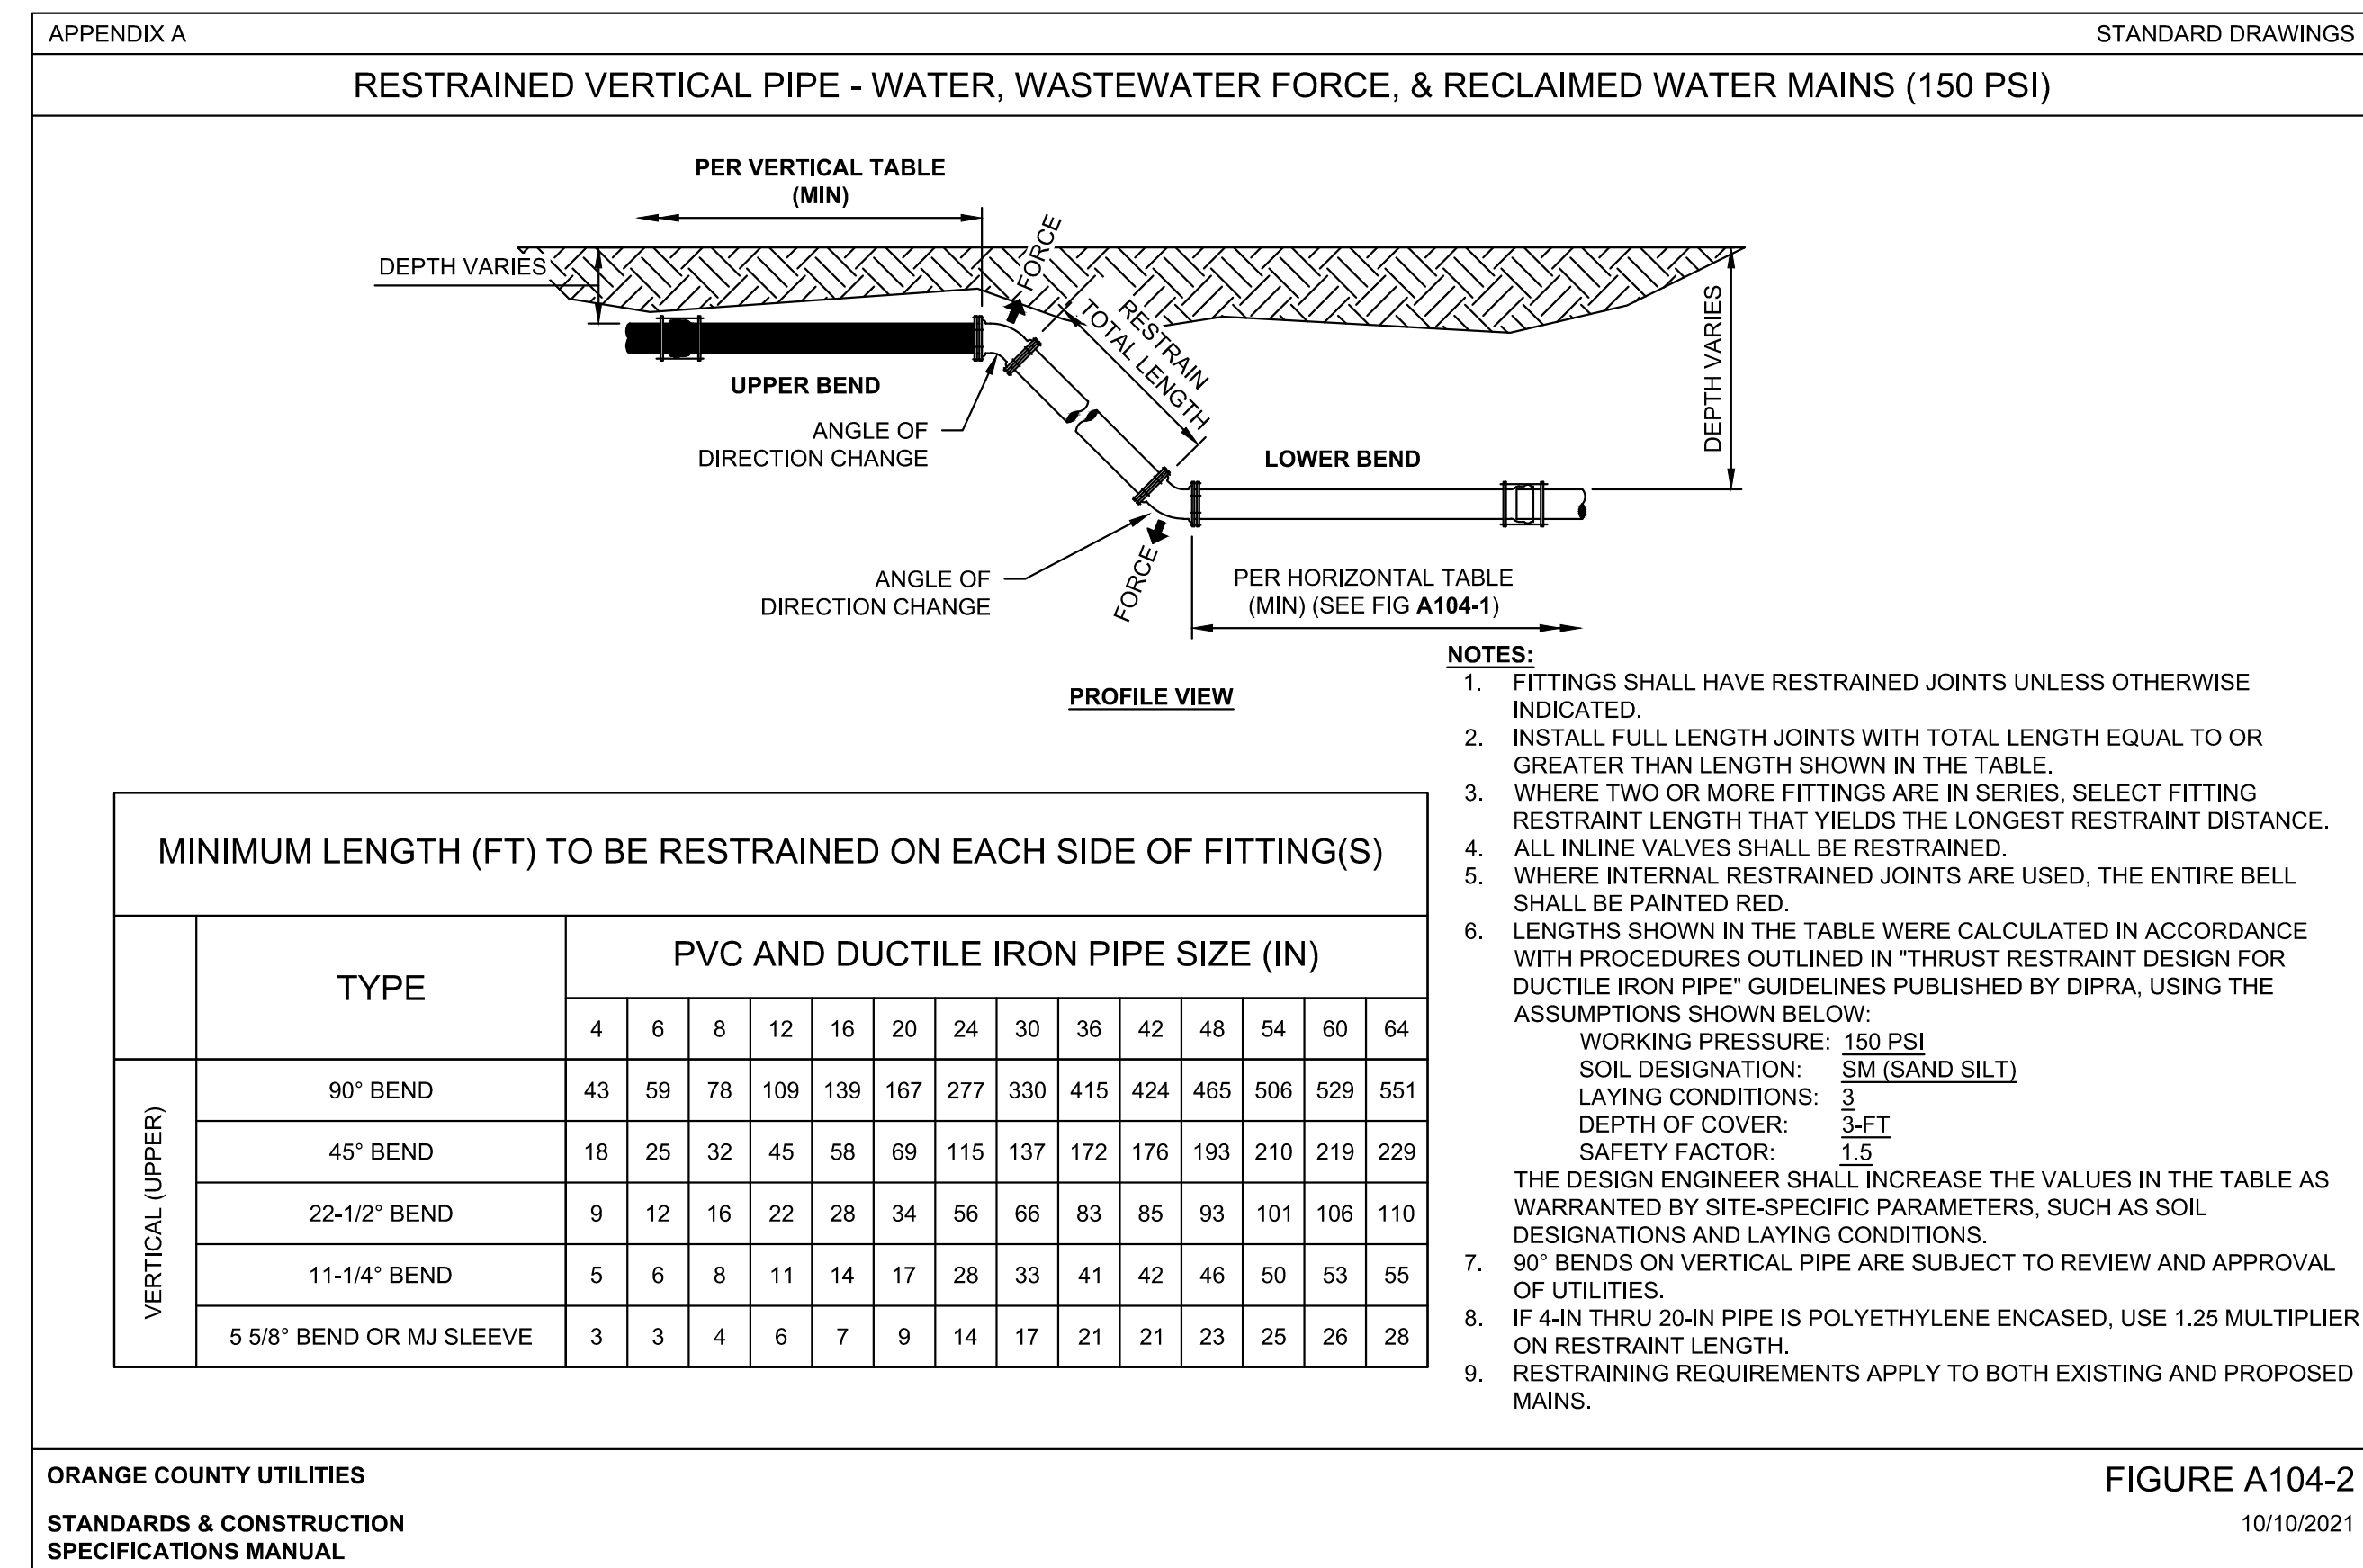 APPENDIX A
STANDARD DRAWINGS
RESTRAINED VERTICAL PIPE - WATER, WASTEWATER FORCE, & RECLAIMED WATER MAINS (150 PSI)
PER VERTICAL TABLE
(MIN)
DEPTH VARIES
FORCE
RESTRAIN
TOTAL LENGTH
DEPTH VARIES
UPPER BEND
ANGLE OF
DIRECTION CHANGE
LOWER BEND
ANGLE OF
DIRECTION CHANGE
FORCE
PER HORIZONTAL TABLE
(MIN) (SEE FIG A104-1)
PROFILE VIEW
MINIMUM LENGTH (FT) TO BE RESTRAINED ON EACH SIDE OF FITTING(S)
TYPE
PVC AND DUCTILE IRON PIPE SIZE (IN)
4 6 8 12 16 20 24 30 36 42 48 54 60 64
VERTICAL (UPPER)
90° BEND 43 59 78 109 139 167 277 330 415 424 465 506 529 551
45° BEND 18 25 32 45 58 69 115 137 172 176 193 210 219 229
22-1/2° BEND 9 12 16 22 28 34 56 66 83 85 93 101 106 110
11-1/4° BEND 5 6 8 11 14 17 28 33 41 42 46 50 53 55
5 5/8° BEND OR MJ SLEEVE 3 3 4 6 7 9 14 17 21 21 23 25 26 28
NOTES:
1. FITTINGS SHALL HAVE RESTRAINED JOINTS UNLESS OTHERWISE
INDICATED.
2. INSTALL FULL LENGTH JOINTS WITH TOTAL LENGTH EQUAL TO OR
GREATER THAN LENGTH SHOWN IN THE TABLE.
3. WHERE TWO OR MORE FITTINGS ARE IN SERIES, SELECT FITTING
RESTRAINT LENGTH THAT YIELDS THE LONGEST RESTRAINT DISTANCE.
4. ALL INLINE VALVES SHALL BE RESTRAINED.
5. WHERE INTERNAL RESTRAINED JOINTS ARE USED, THE ENTIRE BELL
SHALL BE PAINTED RED.
6. LENGTHS SHOWN IN THE TABLE WERE CALCULATED IN ACCORDANCE
WITH PROCEDURES OUTLINED IN "THRUST RESTRAINT DESIGN FOR
DUCTILE IRON PIPE" GUIDELINES PUBLISHED BY DIPRA, USING THE
ASSUMPTIONS SHOWN BELOW:
WORKING PRESSURE: 150 PSI
SOIL DESIGNATION: SM (SAND SILT)
LAYING CONDITIONS: 3
DEPTH OF COVER: 3-FT
SAFETY FACTOR: 1.5
THE DESIGN ENGINEER SHALL INCREASE THE VALUES IN THE TABLE AS
WARRANTED BY SITE-SPECIFIC PARAMETERS, SUCH AS SOIL
DESIGNATIONS AND LAYING CONDITIONS.
7. 90° BENDS ON VERTICAL PIPE ARE SUBJECT TO REVIEW AND APPROVAL
OF UTILITIES.
8. IF 4-IN THRU 20-IN PIPE IS POLYETHYLENE ENCASED, USE 1.25 MULTIPLIER
ON RESTRAINT LENGTH.
9. RESTRAINING REQUIREMENTS APPLY TO BOTH EXISTING AND PROPOSED
MAINS.
ORANGE COUNTY UTILITIES
STANDARDS & CONSTRUCTION
SPECIFICATIONS MANUAL
FIGURE A104-2
10/10/2021